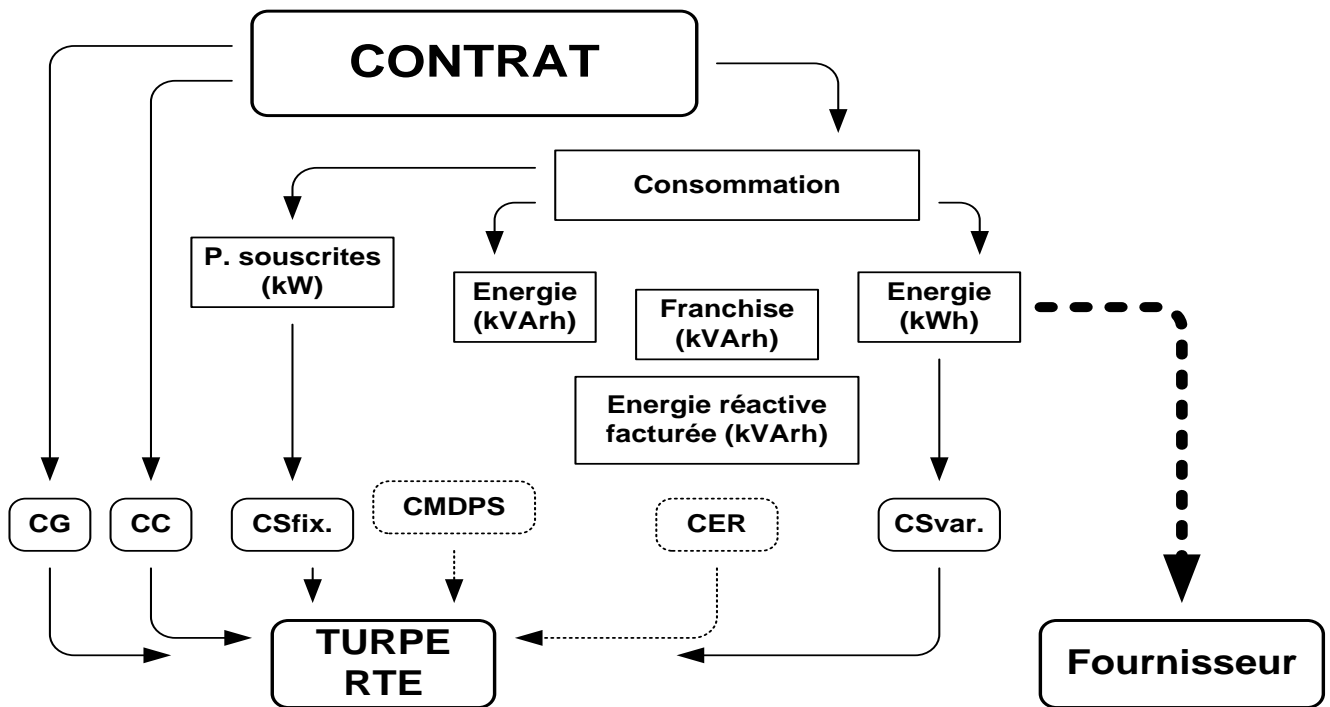 CONTRAT
Consommation
P. souscrites
(kW)
Energie
(kVArh)
Franchise
(kVArh)
Energie
(kWh)
Energie réactive
facturée (kVArh)
CG
CC
CSfix.
CMDPS
CER
CSvar.
TURPE
RTE
Fournisseur